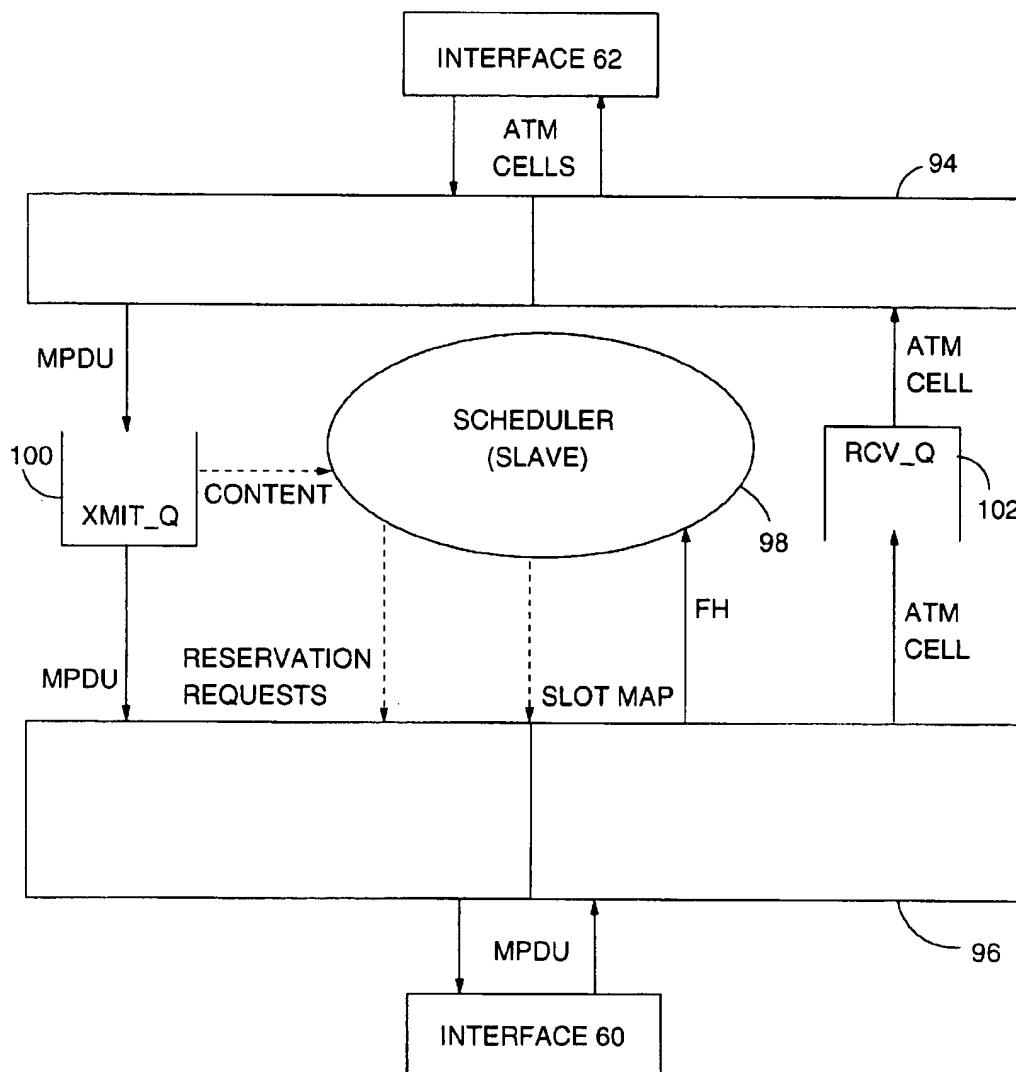 INTERFACE 62
ATM
CELLS
94
MPDU
ATM
CELL
SCHEDULER
(SLAVE)
100
XMIT_Q
CONTENT
RCV_Q
102
98
FH
ATM
CELL
MPDU
RESERVATION
REQUESTS
SLOT MAP
MPDU
96
INTERFACE 60